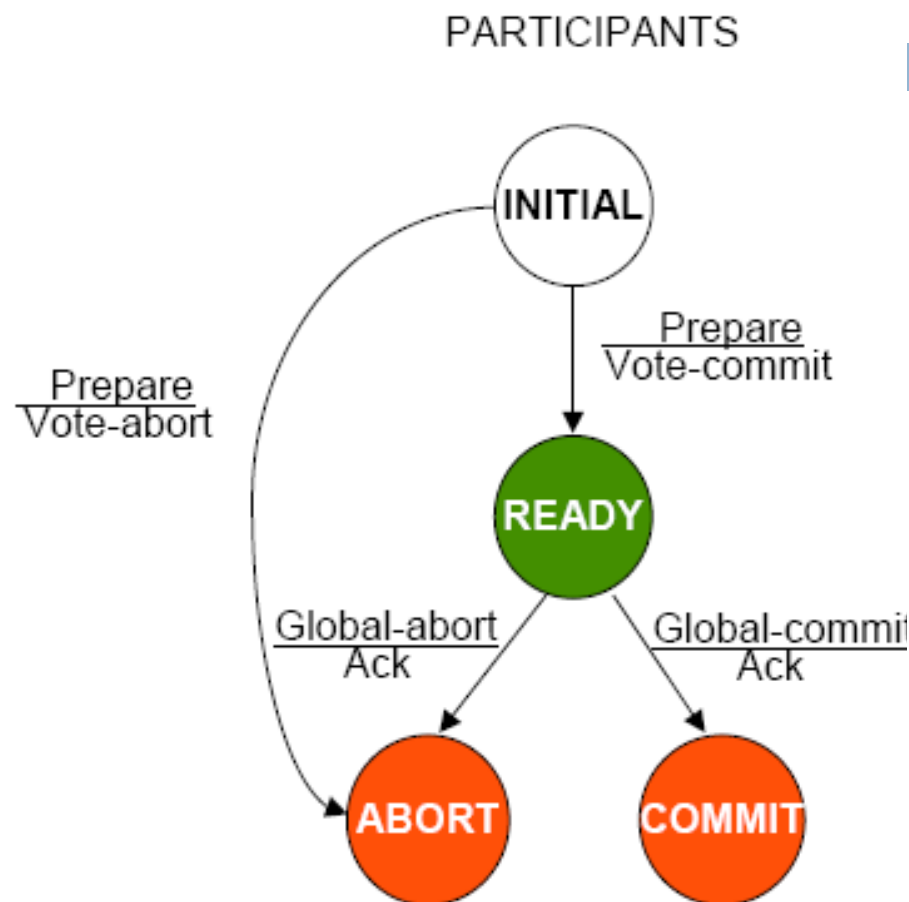 PARTICIPANTS
INITIAL
Prepare
Vote-commit
Prepare
Vote-abort
READY
Global-abort
Ack
Global-commit
Ack
ABORT
COMMIT